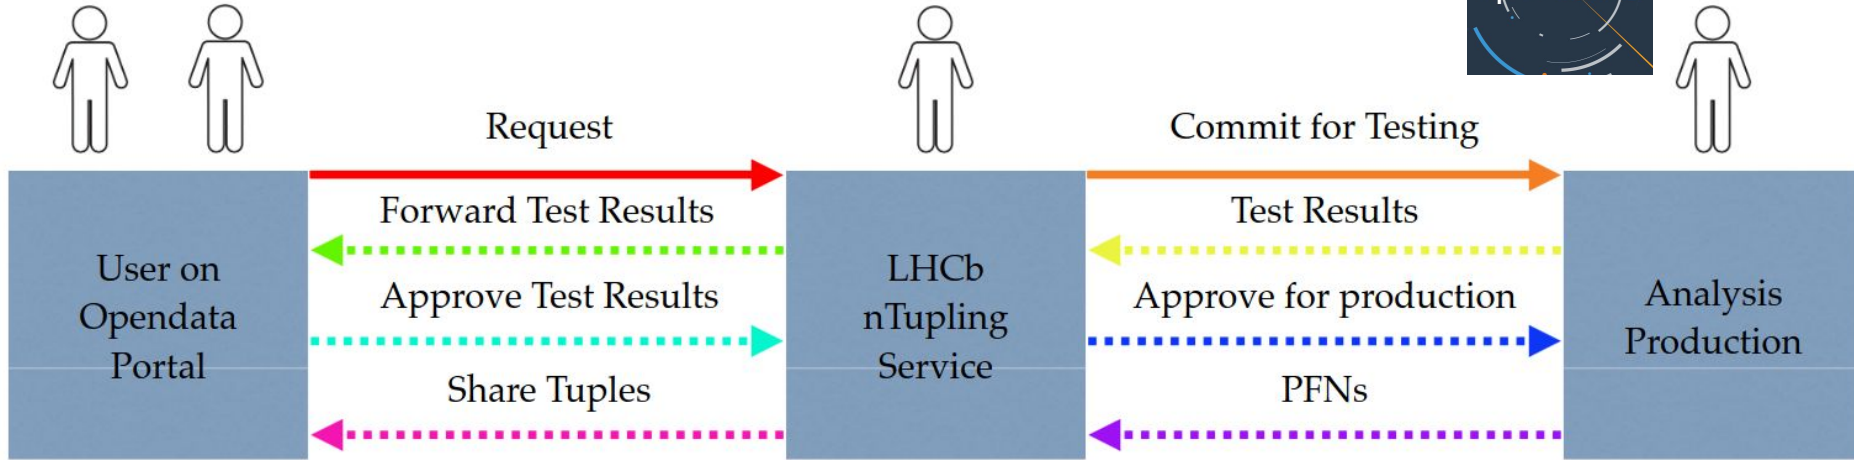 Request
Commit for Testing
Forward Test Results
Test Results
User on
Opendata
Portal
Approve Test Results
LHCb
nTupling
Service
Approve for production
Analysis
Production
Share Tuples
PFNs